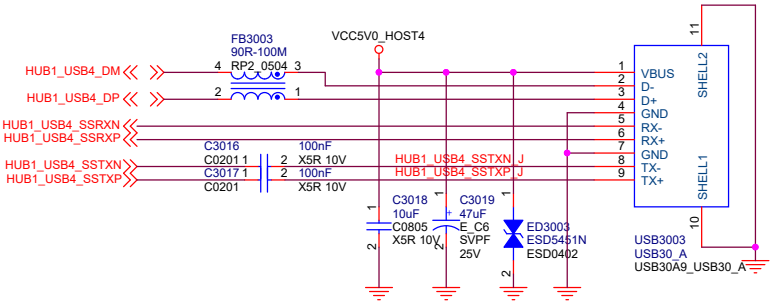 FB3003
90R-100M
RP2_0504
VCC5V0_HOST4
HUB1_USB4_DM
4
3
HUB1_USB4_DP
2
1
HUB1_USB4_SSRXN
HUB1_USB4_SSRXP
C3016
100nF
HUB1_USB4_SSTXN
C0201
1
2
X5R 10V
HUB1_USB4_SSTXN_J
HUB1_USB4_SSTXP
C3017
1
2
100nF
HUB1_USB4_SSTXP_J
C0201
X5R 10V
1
VBUS
2
D-
3
D+
4
GND
5
RX-
6
RX+
7
GND
8
TX-
9
TX+
11
SHELL2
SHELL1
10
USB3003
USB30_A
USB30A9_USB30_A
1
C3018
10uF
C0805
X5R 10V
2
1
+
C3019
47uF
E_C6
SVPF
25V
2
1
ED3003
ESD5451N
ESD0402
2